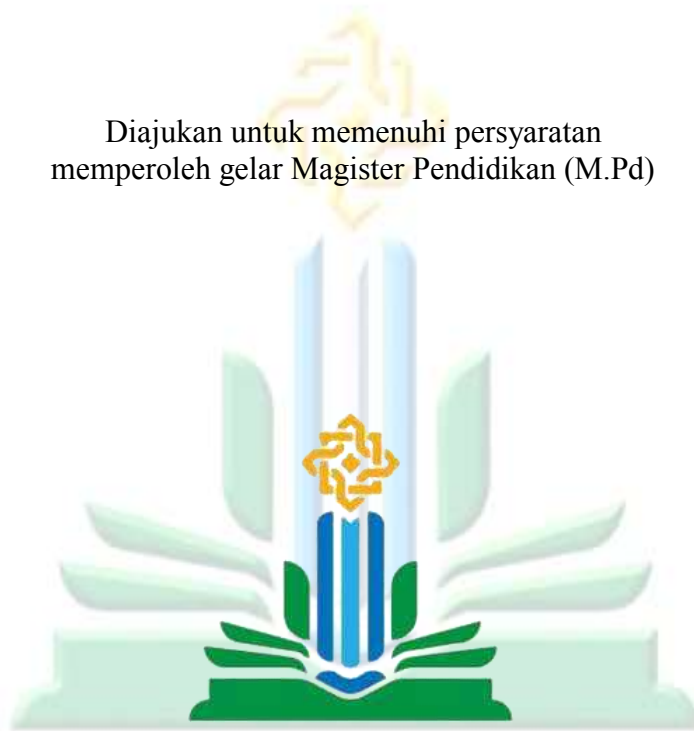 Diajukan untuk memenuhi persyaratan
memperoleh gelar Magister Pendidikan (M.Pd)